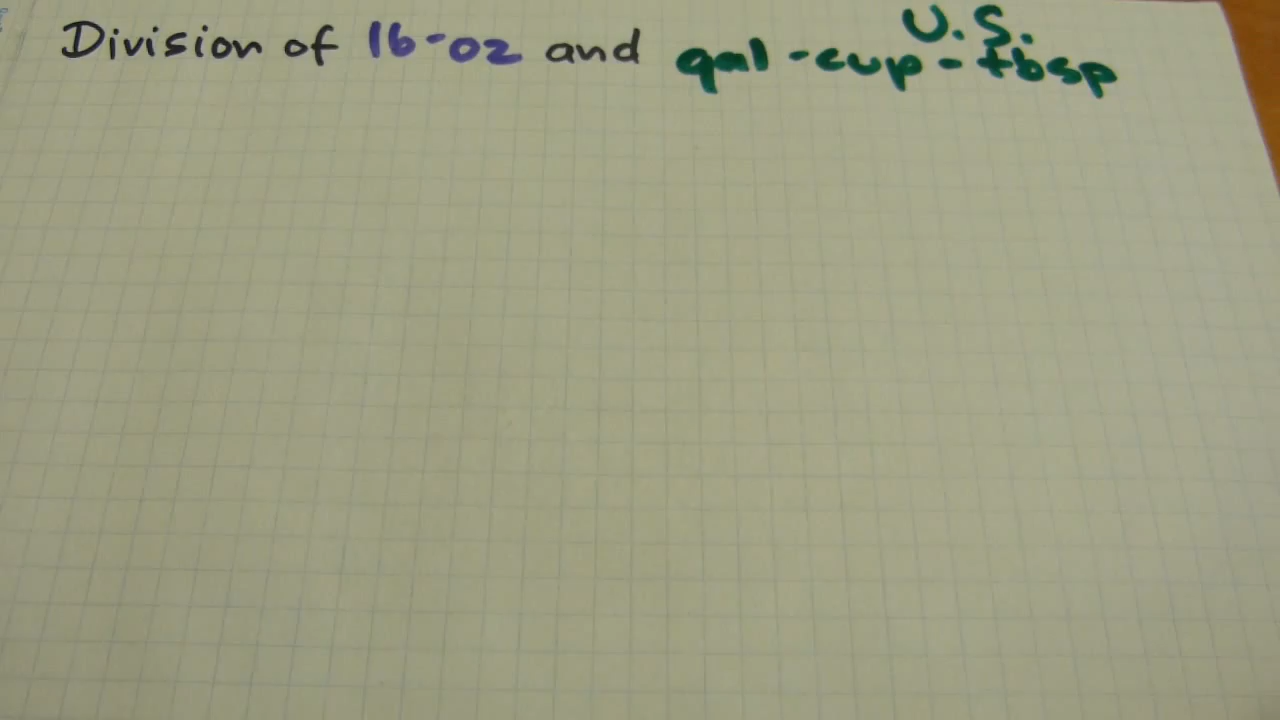 U.S.
Division of 16-oz and gal-cup-tbsp